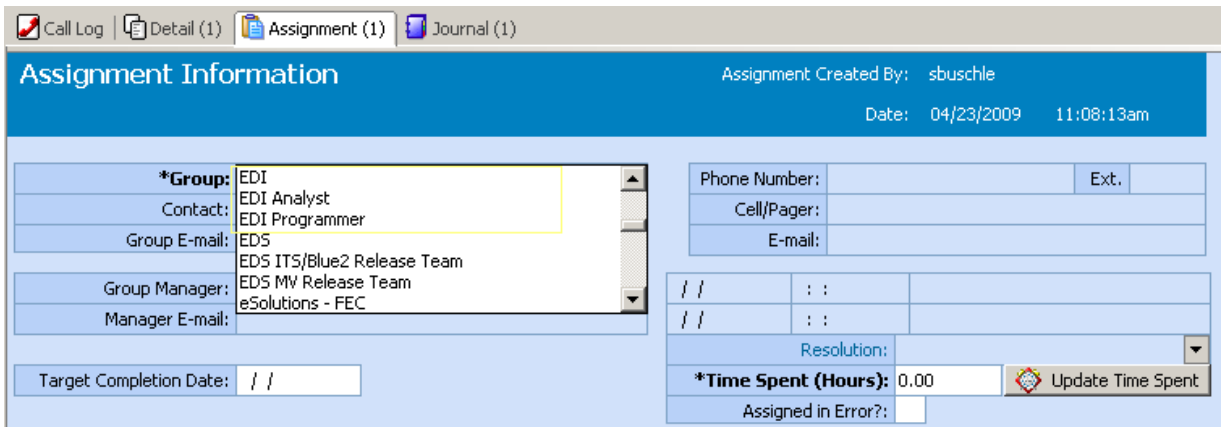 Call Log Detail (1) Assignment (1) Journal (1)
Assignment Information
Assignment Created By: sbuschle
Date: 04/23/2009 11:08:13am
*Group: EDI
EDI Analyst
EDI Programmer
EDS
EDS ITS/Blue2 Release Team
EDS MV Release Team
eSolutions - FEC
Contact:
Group E-mail:
Group Manager:
Manager E-mail:
Target Completion Date: / /
Phone Number: Ext.
Cell/Pager:
E-mail:
/ / : :
/ / : :
Resolution:
*Time Spent (Hours): 0.00 Update Time Spent
Assigned in Error?: